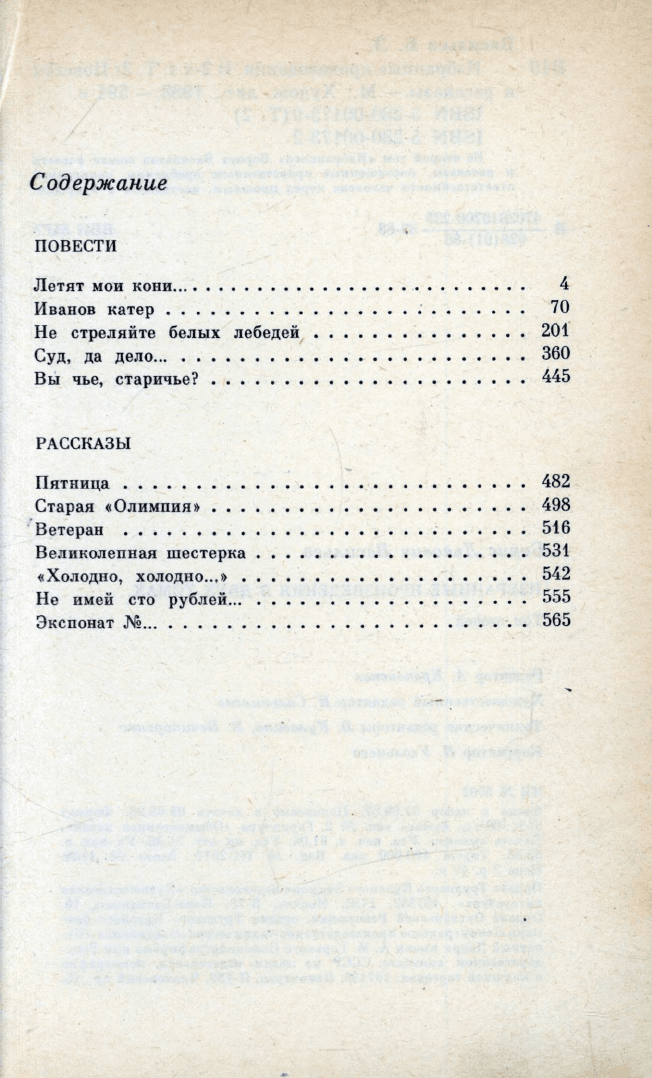 Содержание
ПОВЕСТИ
Летят мои кони... 4
Иванов катер 70
Не стреляйте белых лебедей 201
Суд, да дело... 360
Вы чье, старичье? 445
РАССКАЗЫ
Пятница 482
Старая «Олимпия» 498
Ветеран 516
Великолепная шестерка 531
«Холодно, холодно...» 542
Не имей сто рублей... 555
Экспонат №... 565